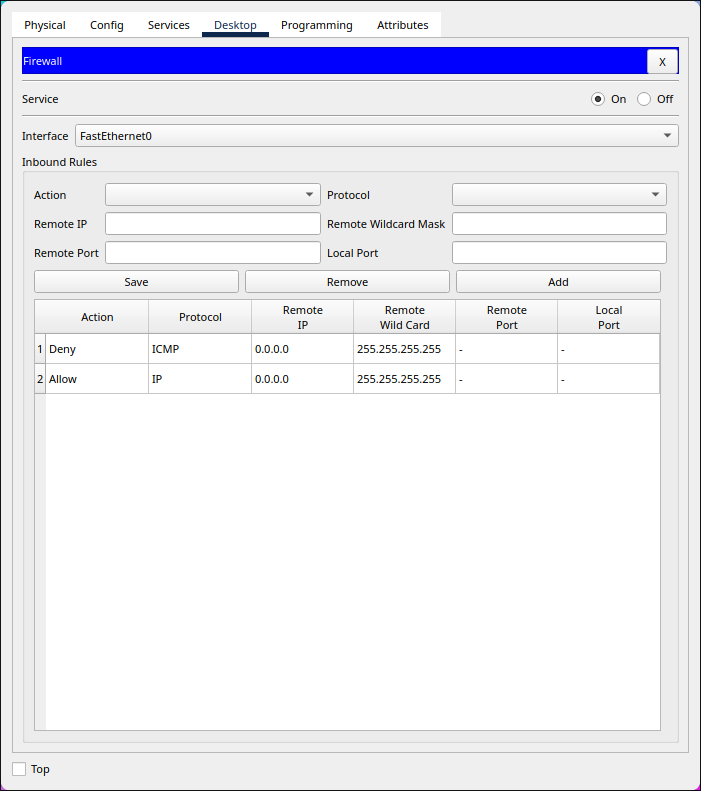 Physical Config Services Desktop Programming Attributes
Firewall X
Service On Off
Interface FastEthernet0
Inbound Rules
Action Protocol
Remote IP Remote Wildcard Mask
Remote Port Local Port
Save Remove Add
Action Protocol Remote IP Remote Wild Card Remote Port Local Port
1 Deny ICMP 0.0.0.0 255.255.255.255 - -
2 Allow IP 0.0.0.0 255.255.255.255 - -
Top